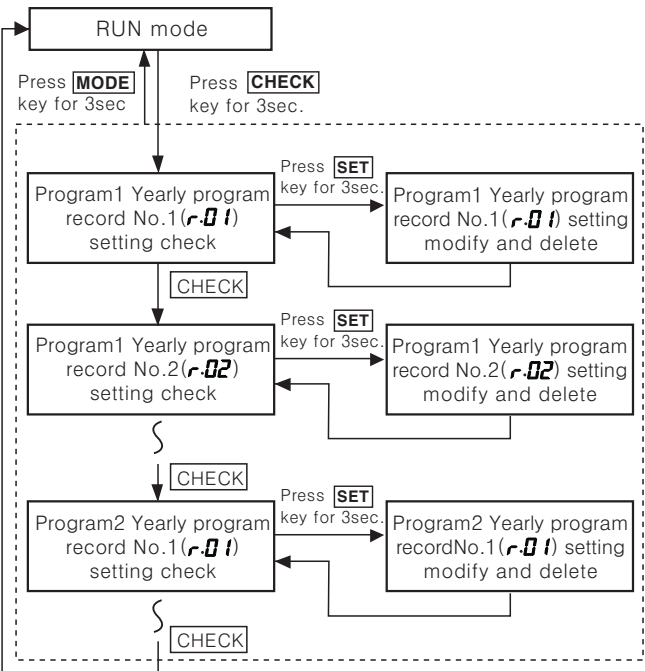 RUN mode
Press MODE
key for 3sec
Press CHECK
key for 3sec.
Program1 Yearly program
record No.1(r.01)
setting check
Press SET
key for 3sec.
Program1 Yearly program
record No.1(r.01) setting
modify and delete
CHECK
Program1 Yearly program
record No.2(r.02)
setting check
Press SET
key for 3sec.
Program1 Yearly program
record No.2(r.02) setting
modify and delete
CHECK
Program2 Yearly program
record No.1(r.01)
setting check
Press SET
key for 3sec.
Program2 Yearly program
recordNo.1(r.01) setting
modify and delete
CHECK